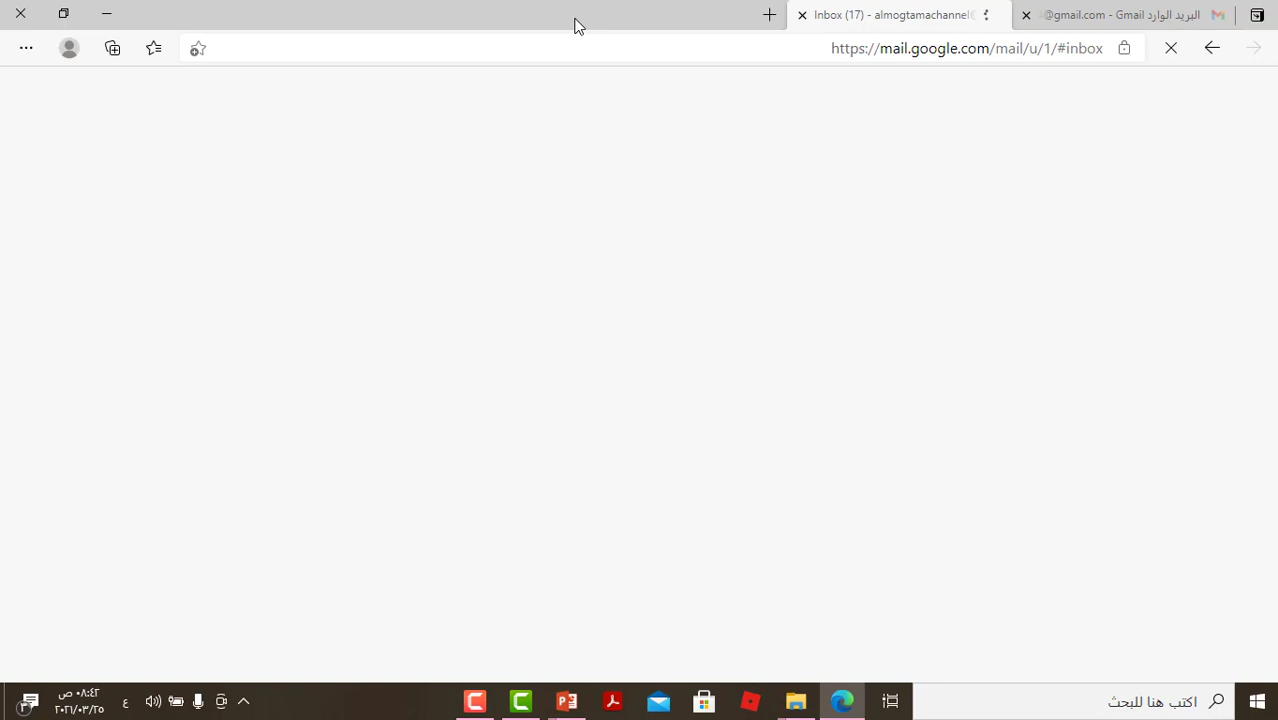 البريد الوارد @gmail.com - Gmail
Inbox (17) - almogtamachannel
https://mail.google.com/mail/u/1/#inbox
اكتب هنا للبحث
ع
٠٨:٤٢ ص
٢٠٢١/٠٣/٢٥